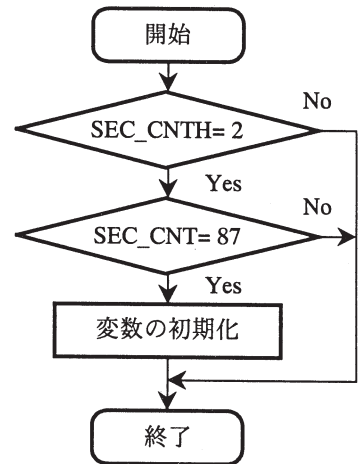 開始
No
SEC_CNTH= 2
Yes
No
SEC_CNT= 87
Yes
変数の初期化
終了